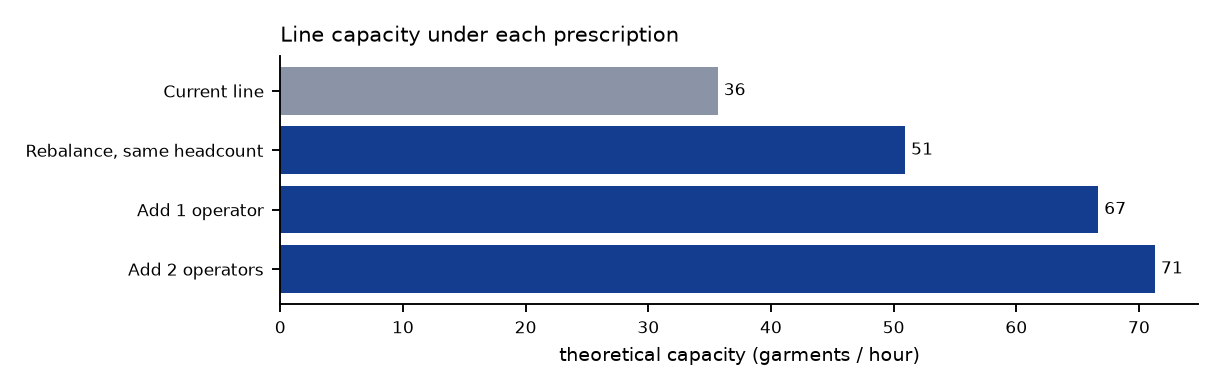 Line capacity under each prescription
Current line
36
Rebalance, same headcount
51
Add 1 operator
67
Add 2 operators
71
0 10 20 30 40 50 60 70
theoretical capacity (garments / hour)